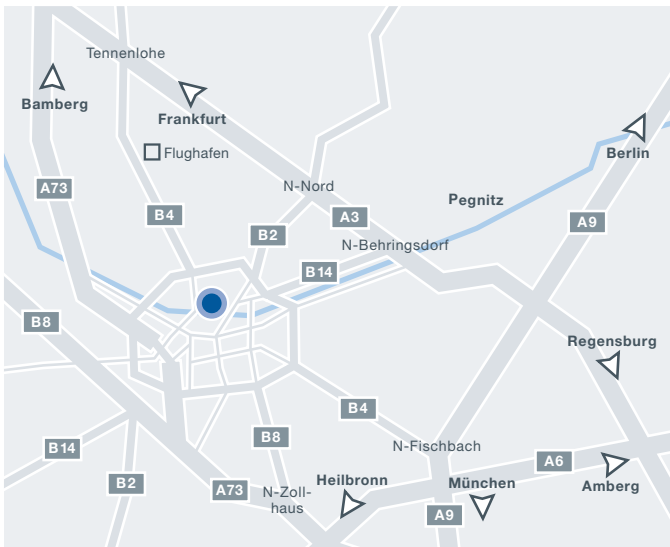 Tennenlohe
Bamberg
Frankfurt
Flughafen
Berlin
A73
N-Nord
Pegnitz
B4
A3
A9
B2
N-Behringsdorf
B14
B8
Regensburg
B4
B8
N-Fischbach
B14
A6
B2
A73
N-Zoll-
haus
Heilbronn
München
Amberg
A9